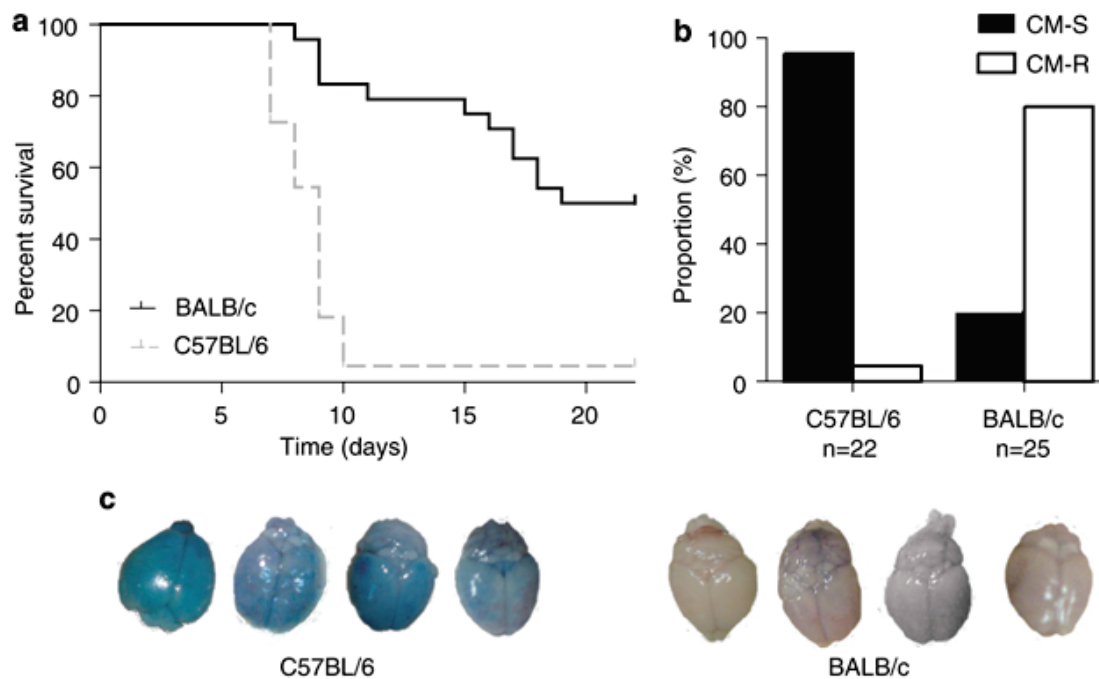 a
100
80
60
40
20
0
Percent survival
BALB/c
C57BL/6
0 5 10 15 20
Time (days)
b
CM-S
CM-R
100
80
60
40
20
0
Proportion (%)
C57BL/6 BALB/c
n=22 n=25
c
C57BL/6 BALB/c